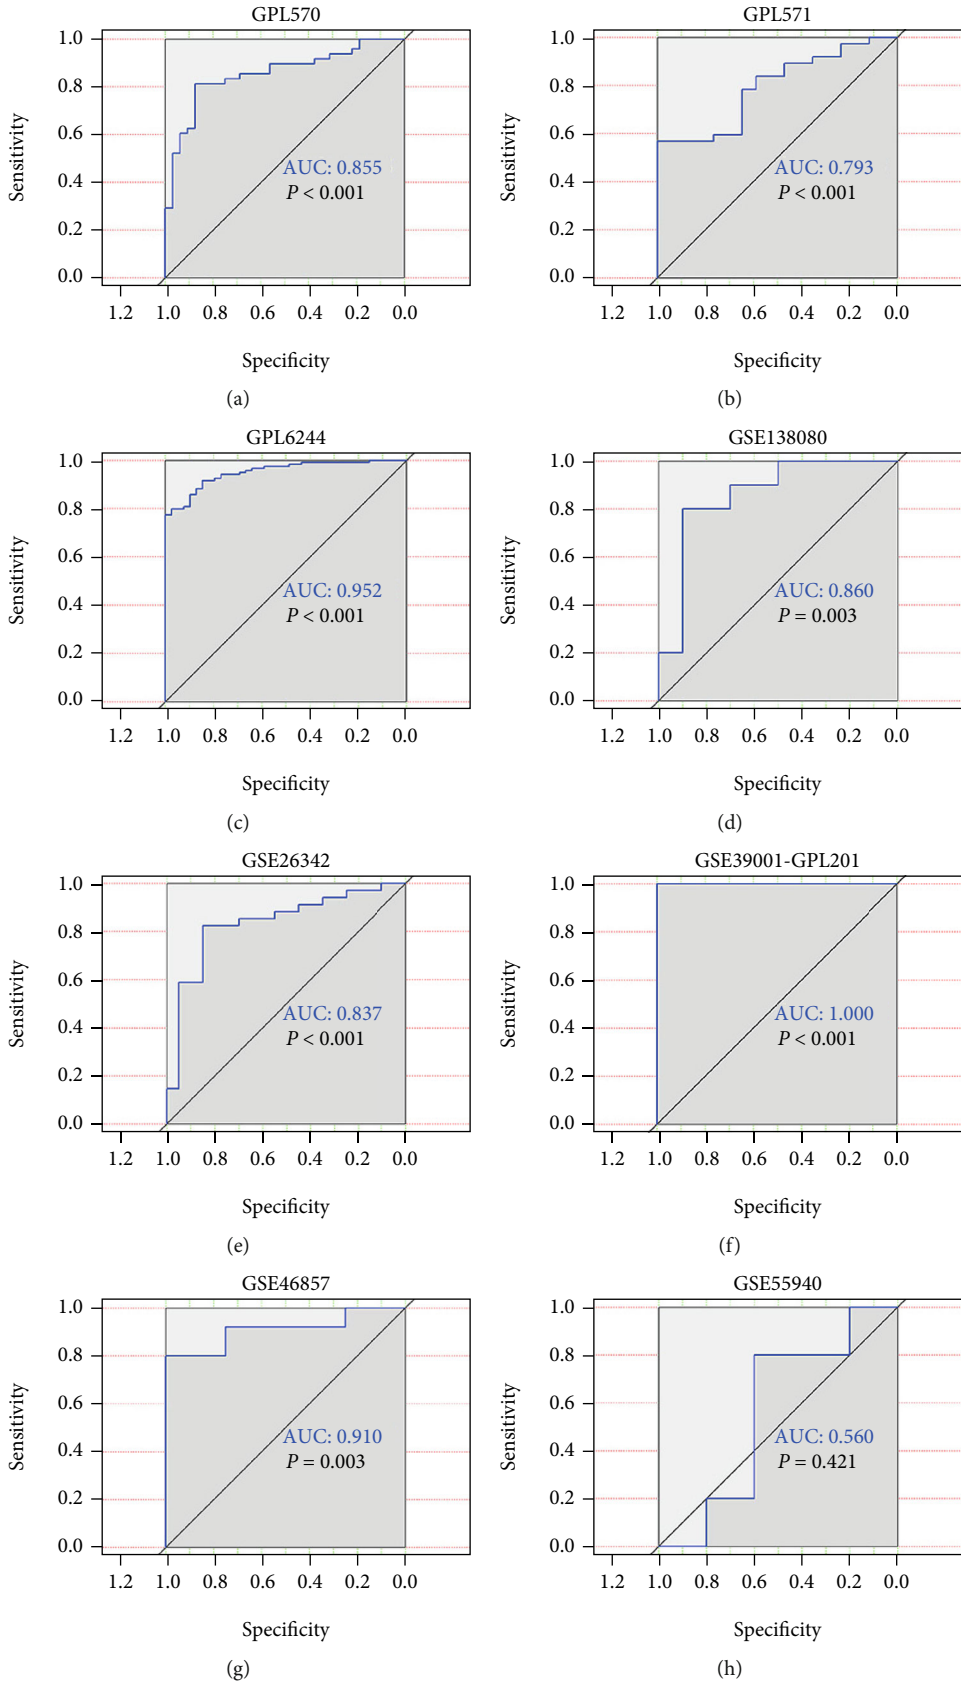 GPL570
1.0
0.8
0.6
0.4
0.2
0.0
Sensitivity
AUC: 0.855
P < 0.001
1.2 1.0 0.8 0.6 0.4 0.2 0.0
Specificity
(a)
GPL571
1.0
0.8
0.6
0.4
0.2
0.0
Sensitivity
AUC: 0.793
P < 0.001
1.2 1.0 0.8 0.6 0.4 0.2 0.0
Specificity
(b)
GPL6244
1.0
0.8
0.6
0.4
0.2
0.0
Sensitivity
AUC: 0.952
P < 0.001
1.2 1.0 0.8 0.6 0.4 0.2 0.0
Specificity
(c)
GSE138080
1.0
0.8
0.6
0.4
0.2
0.0
Sensitivity
AUC: 0.860
P = 0.003
1.2 1.0 0.8 0.6 0.4 0.2 0.0
Specificity
(d)
GSE26342
1.0
0.8
0.6
0.4
0.2
0.0
Sensitivity
AUC: 0.837
P < 0.001
1.2 1.0 0.8 0.6 0.4 0.2 0.0
Specificity
(e)
GSE39001-GPL201
1.0
0.8
0.6
0.4
0.2
0.0
Sensitivity
AUC: 1.000
P < 0.001
1.2 1.0 0.8 0.6 0.4 0.2 0.0
Specificity
(f)
GSE46857
1.0
0.8
0.6
0.4
0.2
0.0
Sensitivity
AUC: 0.910
P = 0.003
1.2 1.0 0.8 0.6 0.4 0.2 0.0
Specificity
(g)
GSE55940
1.0
0.8
0.6
0.4
0.2
0.0
Sensitivity
AUC: 0.560
P = 0.421
1.2 1.0 0.8 0.6 0.4 0.2 0.0
Specificity
(h)